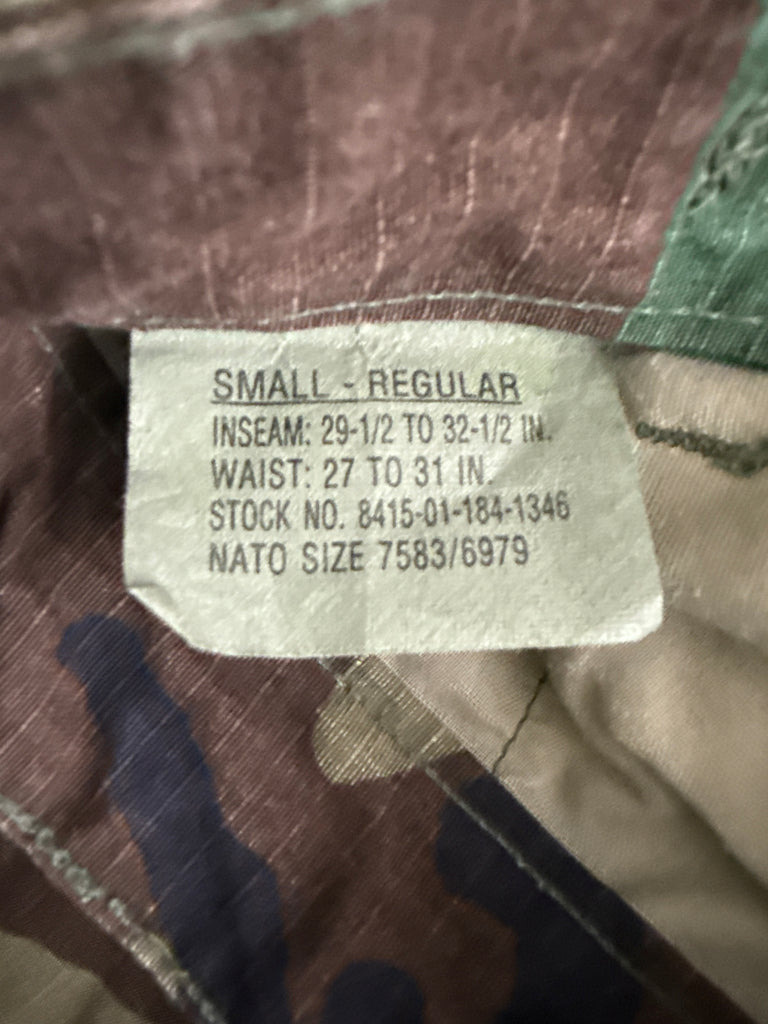 SMALL - REGULAR
INSEAM: 29-1/2 TO 32-1/2 IN.
WAIST: 27 TO 31 IN.
STOCK NO. 8415-01-184-1346
NATO SIZE 7583/6979